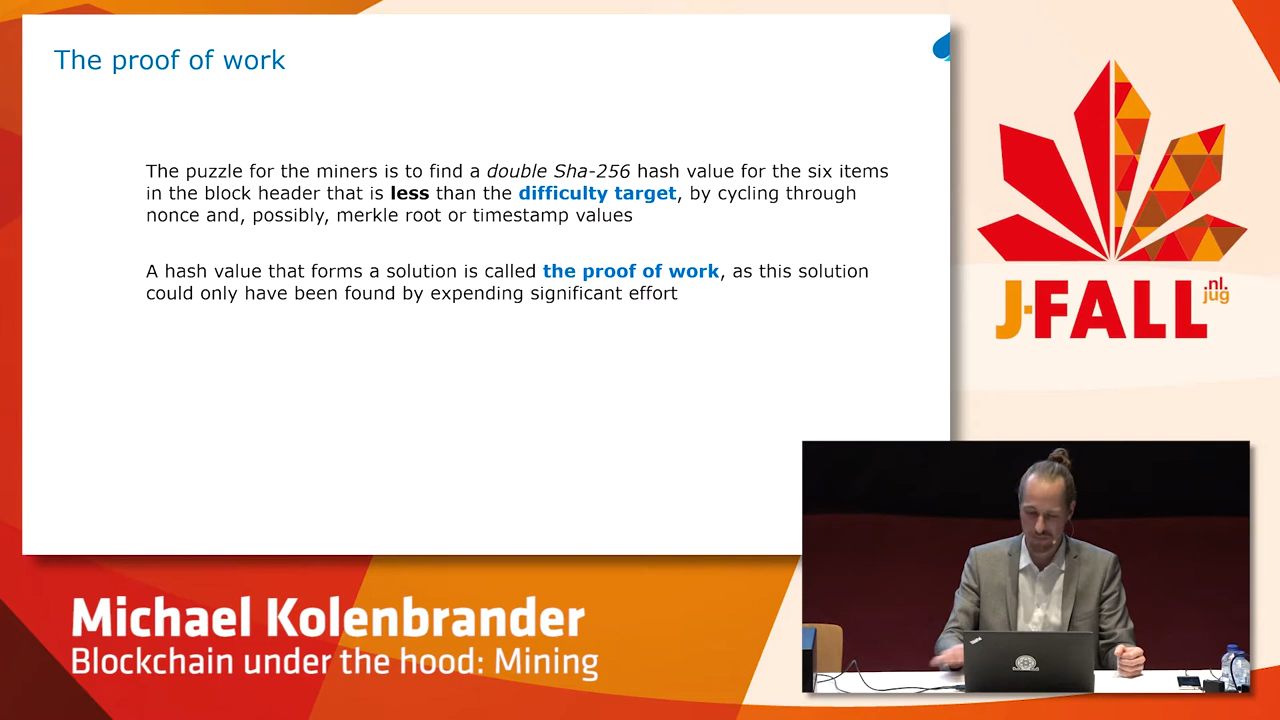 The proof of work
The puzzle for the miners is to find a double Sha-256 hash value for the six items
in the block header that is less than the difficulty target, by cycling through
nonce and, possibly, merkle root or timestamp values
A hash value that forms a solution is called the proof of work, as this solution
could only have been found by expending significant effort
J-FALL
.nl.
jug
Michael Kolenbrander
Blockchain under the hood: Mining